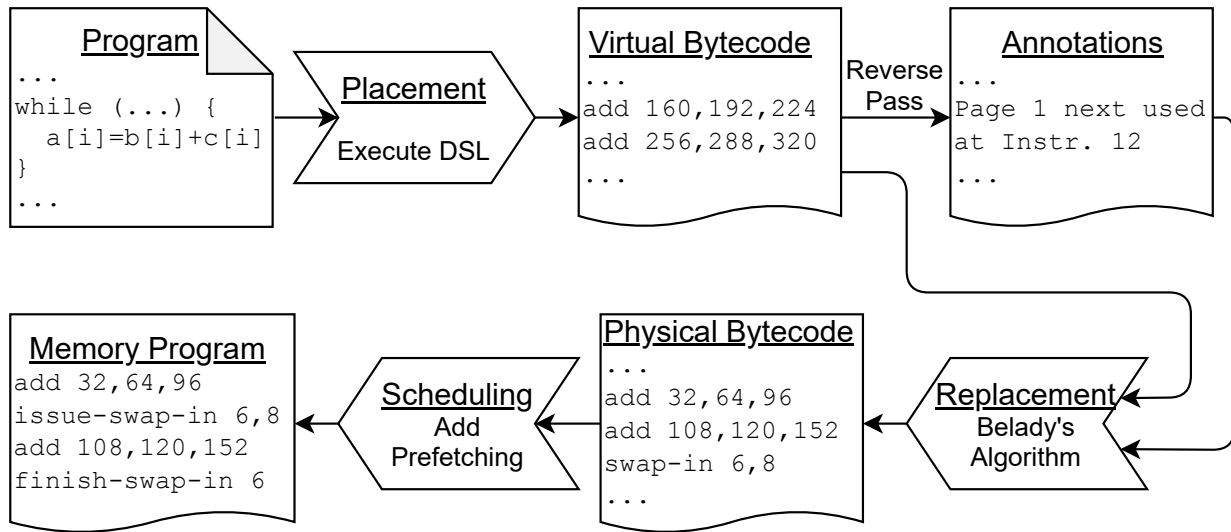 Program
...
while (...) {
  a[i]=b[i]+c[i]
}
...
Placement
Execute DSL
Virtual Bytecode
...
add 160,192,224
add 256,288,320
...
Reverse
Pass
Annotations
...
Page 1 next used
at Instr. 12
...
Memory Program
add 32,64,96
issue-swap-in 6,8
add 108,120,152
finish-swap-in 6
Scheduling
Add
Prefetching
Physical Bytecode
...
add 32,64,96
add 108,120,152
swap-in 6,8
...
Replacement
Belady's
Algorithm